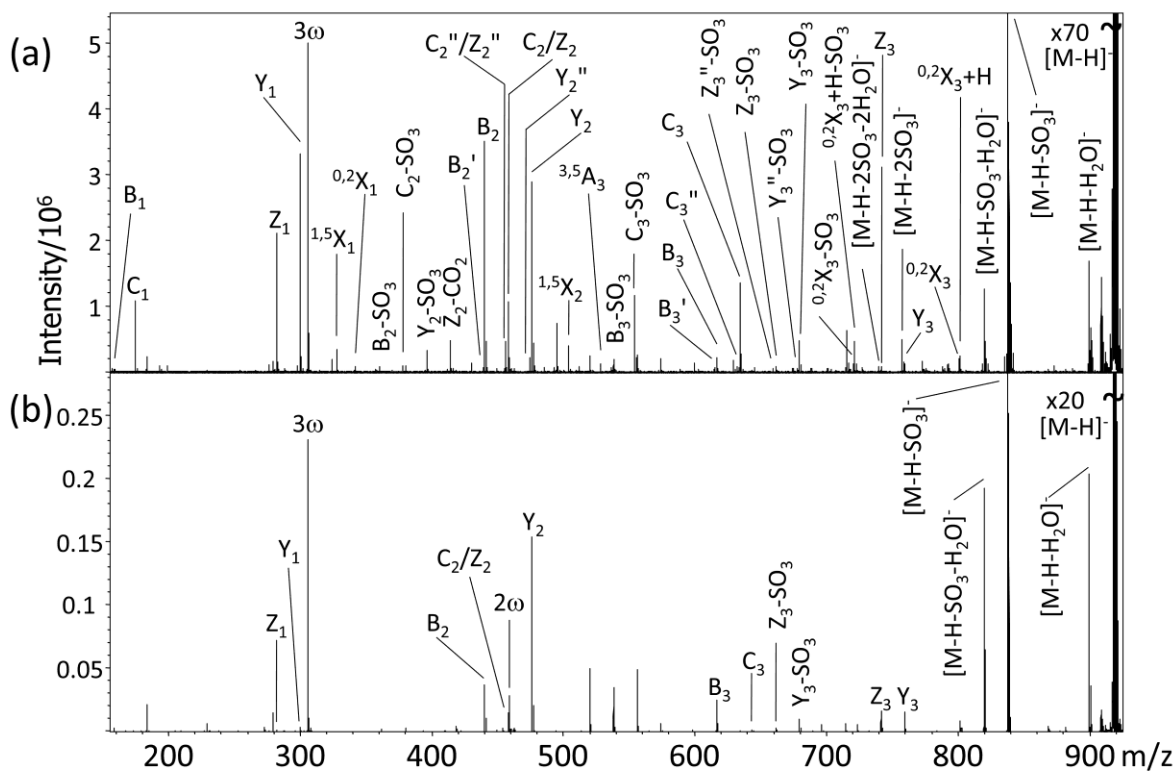 (a)
Intensity/10⁶
5
4
3
2
1
B₁
C₁
Y₁
Z₁
3ω
¹,⁵X₁
⁰,²X₁
B₂-SO₃
C₂-SO₃
Y₂-SO₃
Z₂-CO₂
B₂'
B₂
C₂''/Z₂''
C₂/Z₂
Y₂''
Y₂
¹,⁵X₂
³,⁵A₃
B₃-SO₃
C₃-SO₃
B₃'
B₃
C₃''
C₃
Z₃''-SO₃
Z₃-SO₃
Y₃''-SO₃
Y₃-SO₃
⁰,²X₃-SO₃
⁰,²X₃+H-SO₃
[M-H-2SO₃-2H₂O]⁻
Z₃
[M-H-2SO₃]⁻
Y₃
⁰,²X₃
⁰,²X₃+H
[M-H-SO₃-H₂O]⁻
[M-H-SO₃]⁻
[M-H-H₂O]⁻
x70
[M-H]⁻
(b)
0.25
0.2
0.15
0.1
0.05
Z₁
Y₁
3ω
B₂
C₂/Z₂
2ω
Y₂
B₃
C₃
Z₃-SO₃
Y₃-SO₃
Z₃
Y₃
[M-H-SO₃-H₂O]⁻
[M-H-SO₃]⁻
[M-H-H₂O]⁻
x20
[M-H]⁻
200 300 400 500 600 700 800 900 m/z